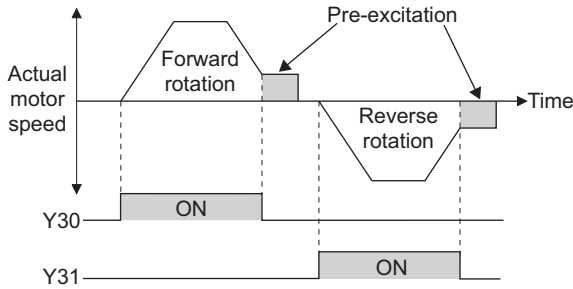 Pre-excitation
Actual
motor
speed
Forward
rotation
Time
Reverse
rotation
Y30
ON
Y31
ON